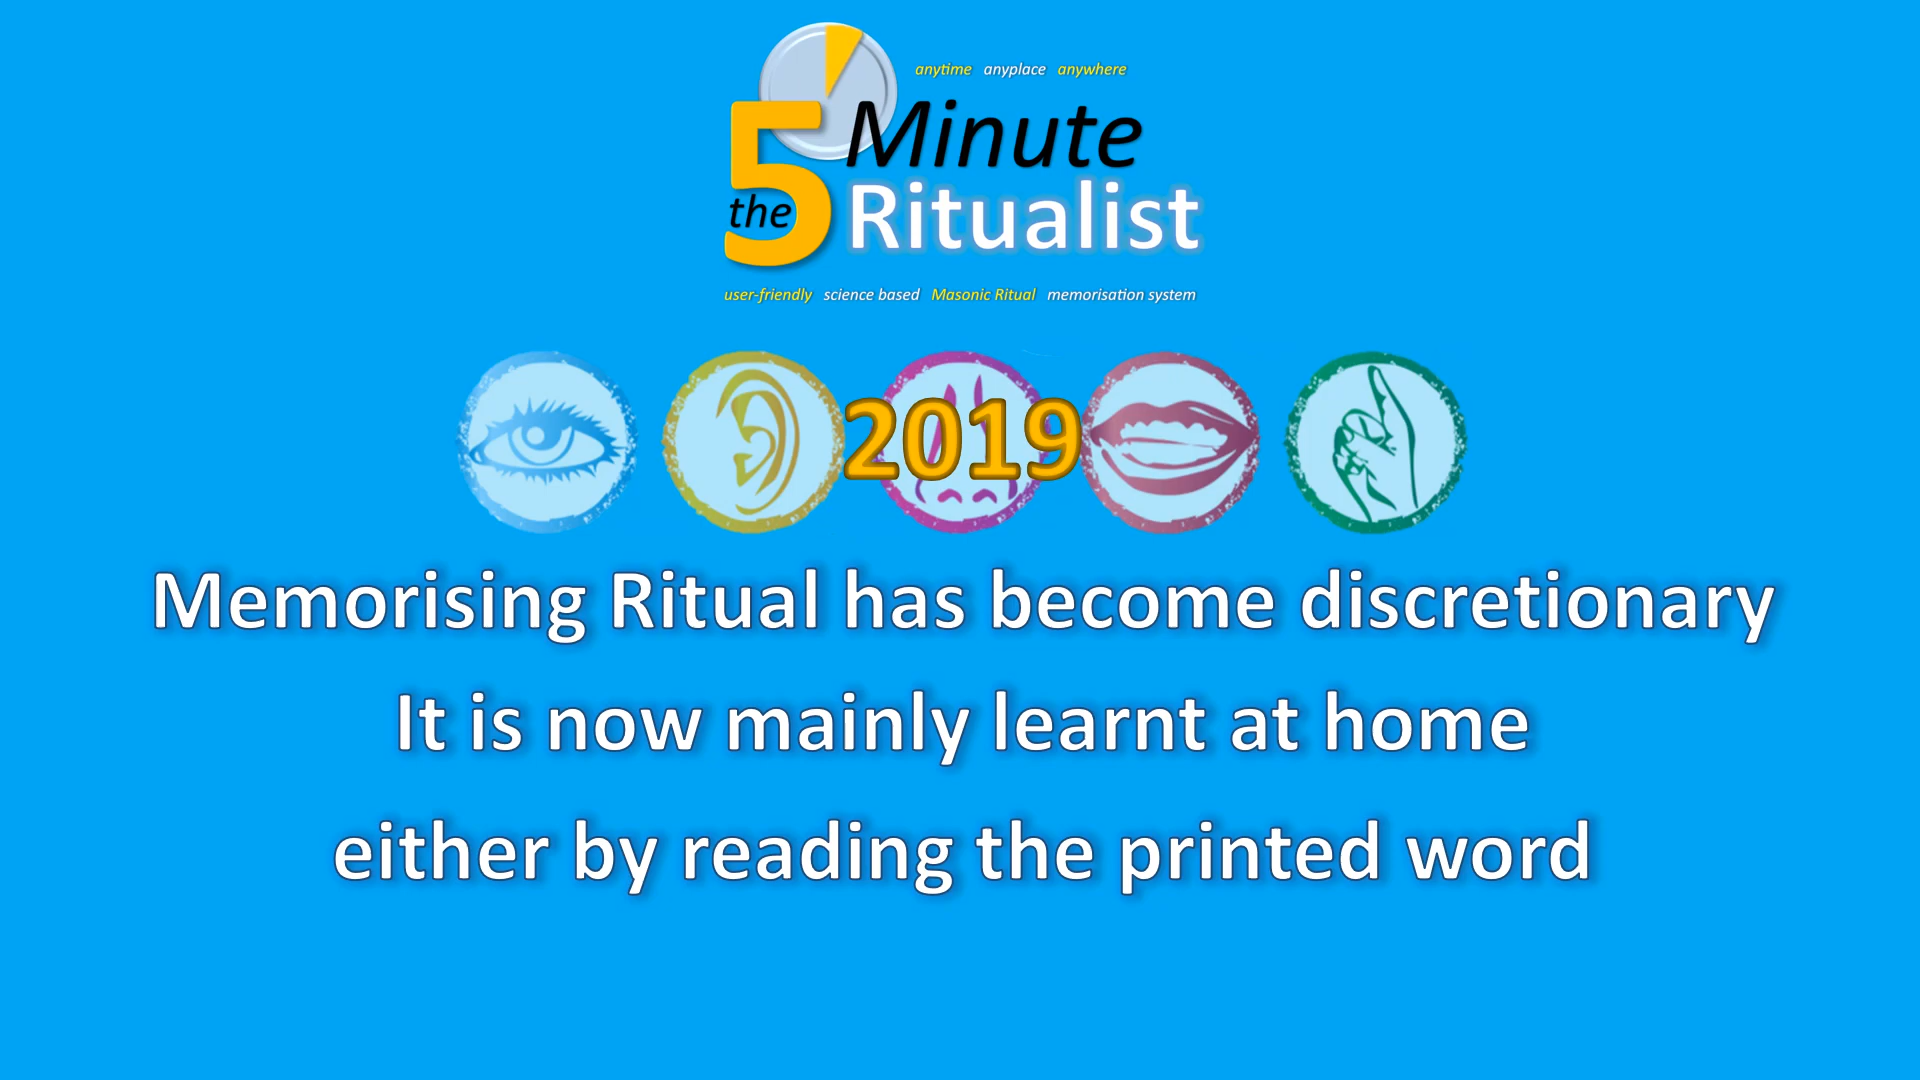 anytime anyplace anywhere
5 Minute
the Ritualist
user-friendly science based Masonic Ritual memorisation system
2019
Memorising Ritual has become discretionary
It is now mainly learnt at home
either by reading the printed word